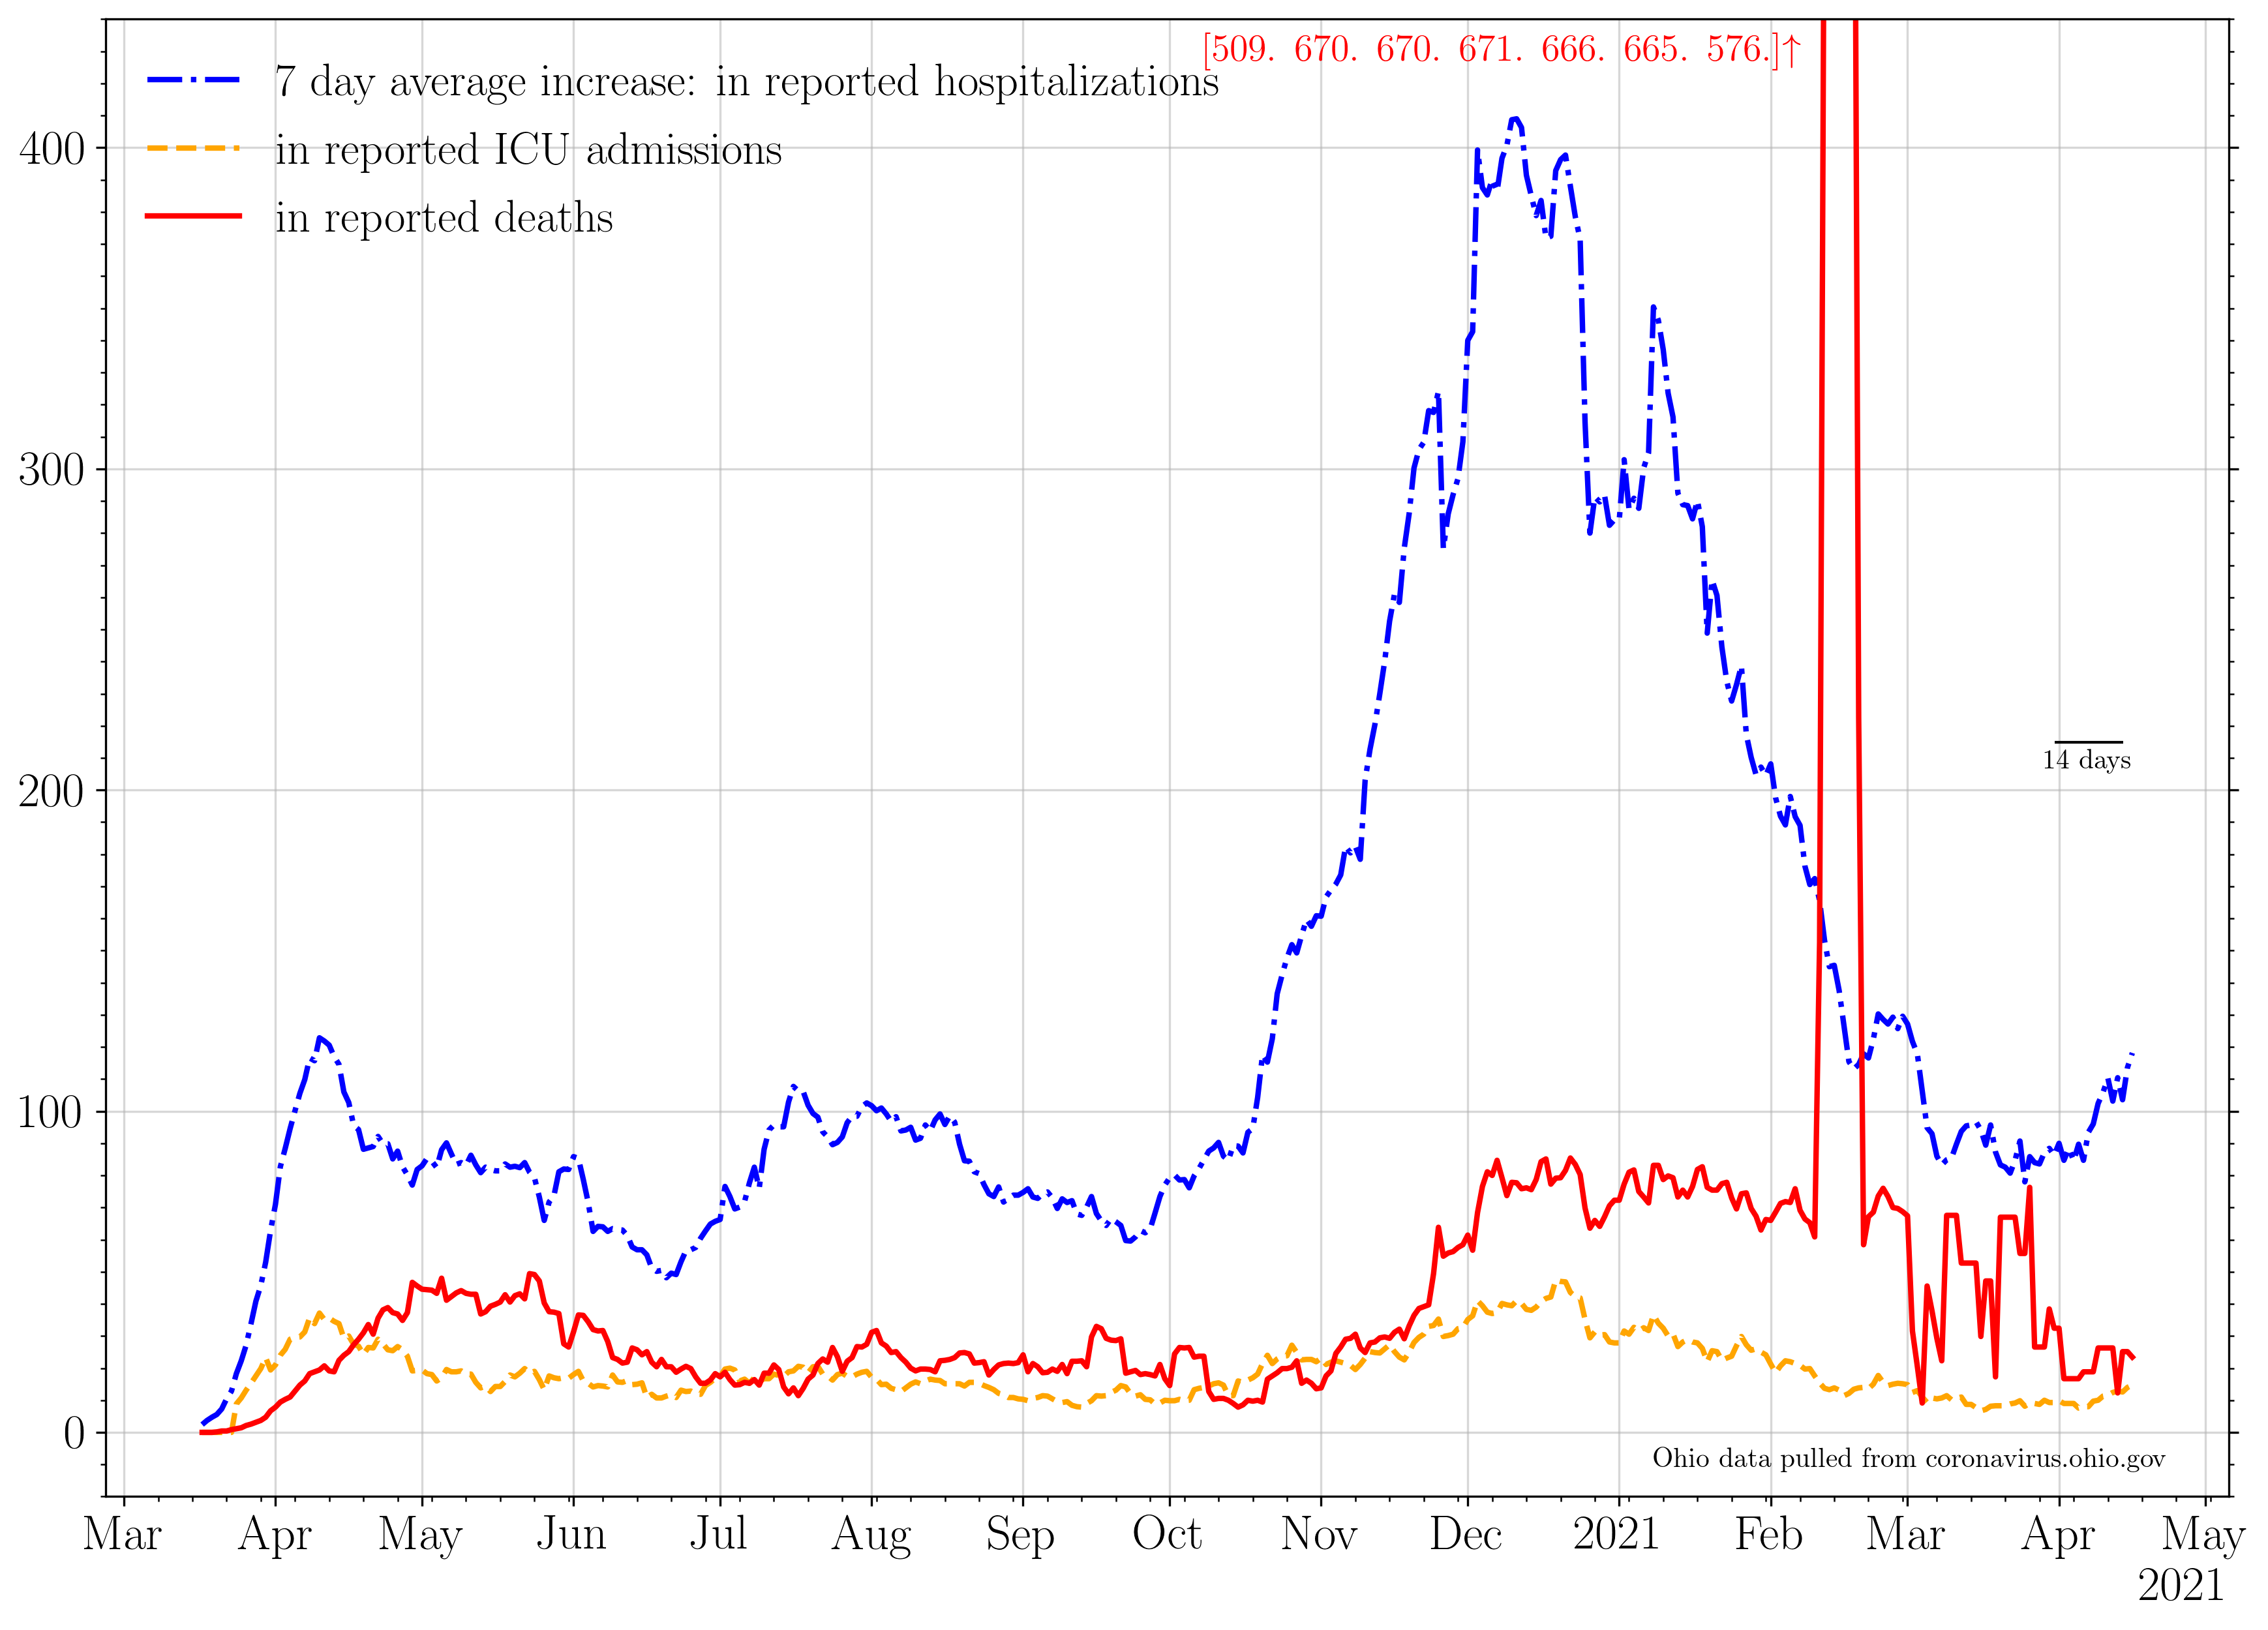 [509. 670. 670. 671. 666. 665. 576.]↑
7 day average increase: in reported hospitalizations
in reported ICU admissions
in reported deaths
400
300
200
100
0
14 days
Ohio data pulled from coronavirus.ohio.gov
Mar Apr May Jun Jul Aug Sep Oct Nov Dec 2021 Feb Mar Apr May
2021